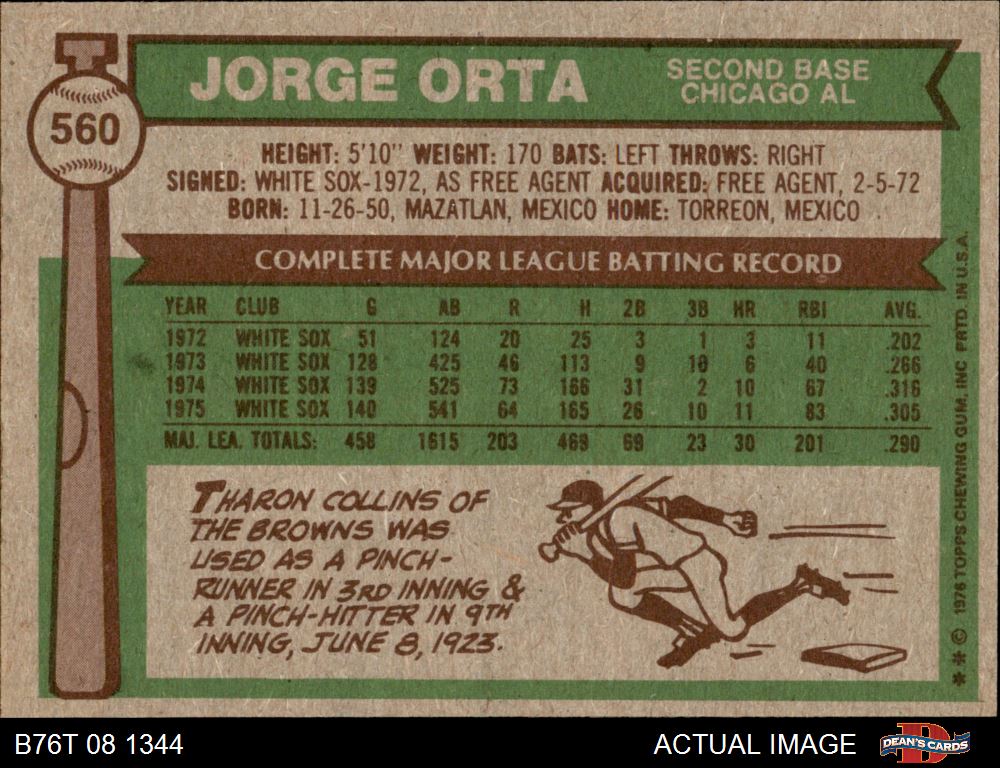 JORGE ORTA
SECOND BASE
CHICAGO AL
560
HEIGHT: 5'10" WEIGHT: 170 BATS: LEFT THROWS: RIGHT
SIGNED: WHITE SOX-1972, AS FREE AGENT ACQUIRED: FREE AGENT, 2-5-72
BORN: 11-26-50, MAZATLAN, MEXICO HOME: TORREON, MEXICO
COMPLETE MAJOR LEAGUE BATTING RECORD
YEAR CLUB G AB R H 2B 3B HR RBI AVG.
1972 WHITE SOX 51 124 20 25 3 1 3 11 .202
1973 WHITE SOX 128 425 46 113 9 10 6 40 .266
1974 WHITE SOX 139 525 73 166 31 2 10 67 .316
1975 WHITE SOX 140 541 64 165 26 10 11 83 .305
MAJ. LEA. TOTALS: 458 1615 203 469 69 23 30 201 .290
THARON COLLINS OF
THE BROWNS WAS
USED AS A PINCH-
RUNNER IN 3RD INNING &
A PINCH-HITTER IN 9TH
INNING, JUNE 8, 1923.
** © 1976 TOPPS CHEWING GUM, INC PRTD. IN U.S.A.
B76T 08 1344
ACTUAL IMAGE
D
DEAN'S CARDS